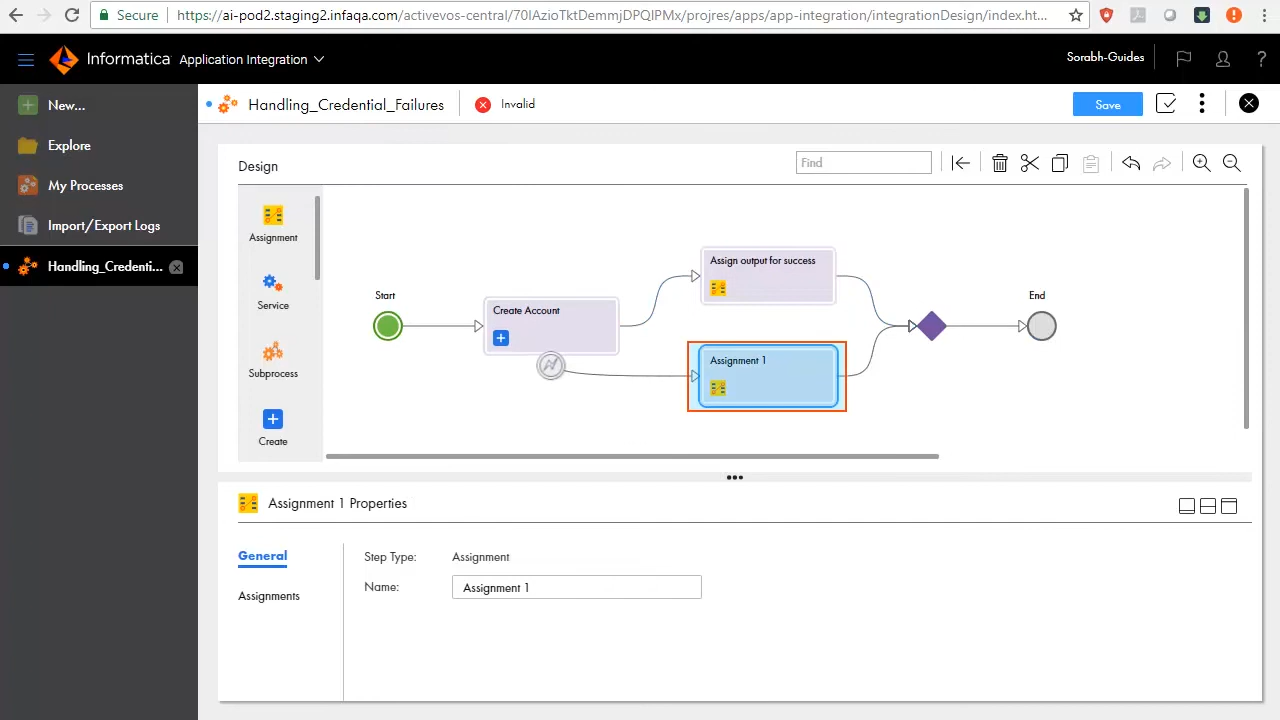 Secure
https://ai-pod2.staging2.infaqa.com/activevos-central/70IAzioTktDemmjDPQIPMx/projres/apps/app-integration/integrationDesign/index.ht...
Informatica Application Integration
Sorabh-Guides
?
New...
Explore
My Processes
Import/Export Logs
Handling_Credenti...
Handling_Credential_Failures
Invalid
Save
Design
Find
Assignment
Service
Subprocess
Create
Start
Create Account
Assign output for success
Assignment 1
End
Assignment 1 Properties
General
Assignments
Step Type: Assignment
Name: Assignment 1